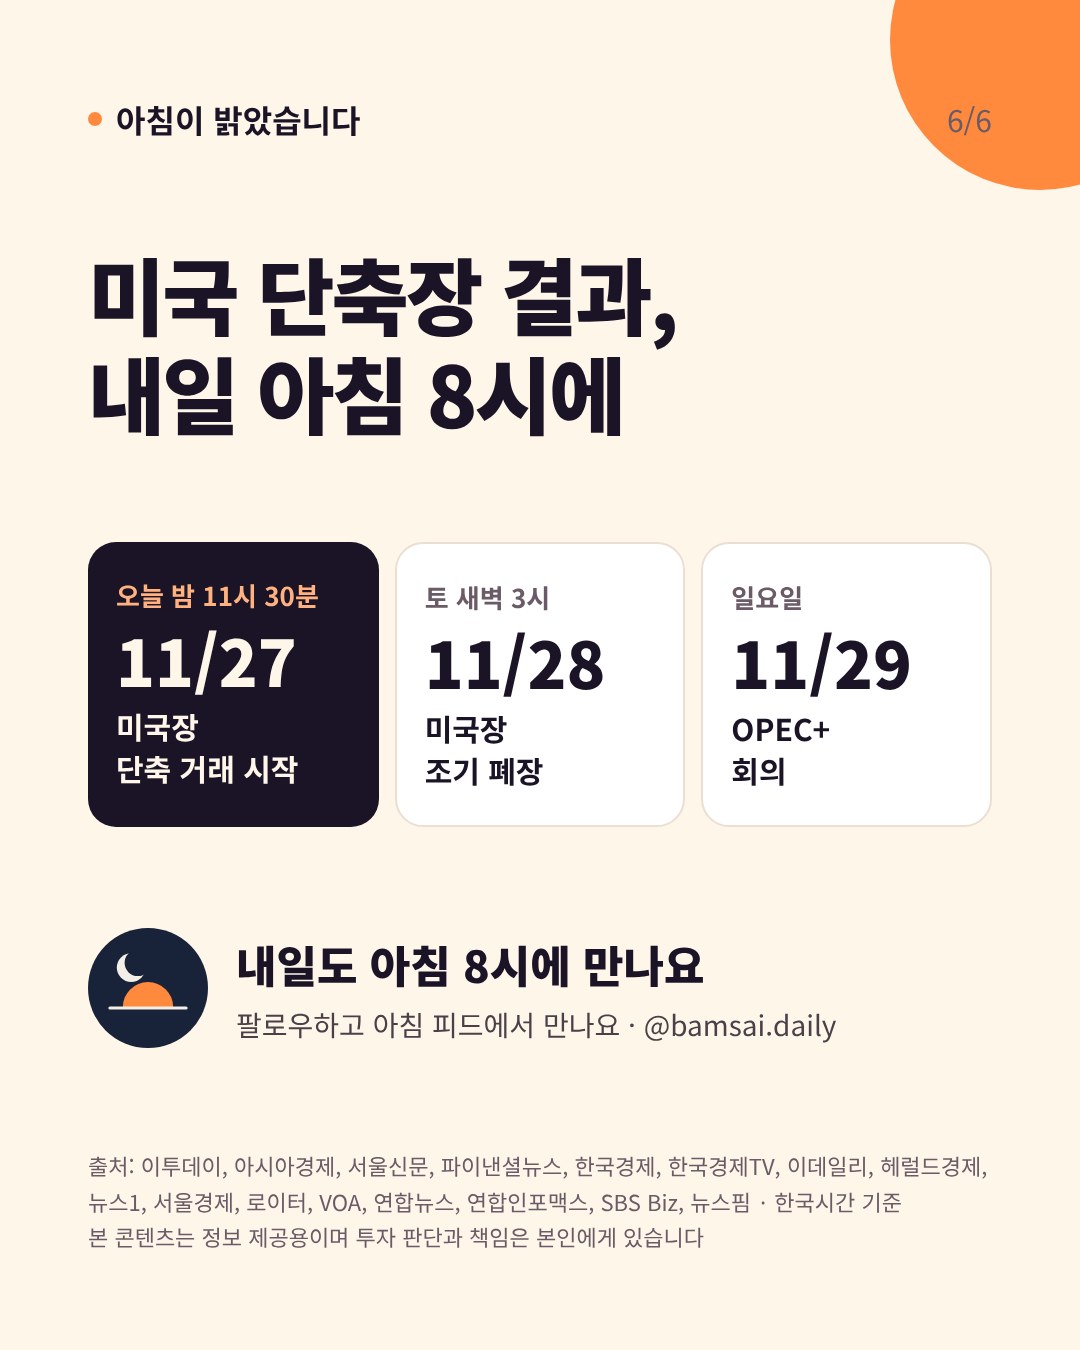 아침이 밝았습니다
6/6
미국 단축장 결과,
내일 아침 8시에
오늘 밤 11시 30분
11/27
미국장
단축 거래 시작
토 새벽 3시
11/28
미국장
조기 폐장
일요일
11/29
OPEC+
회의
내일도 아침 8시에 만나요
팔로우하고 아침 피드에서 만나요 · @bamsai.daily
출처: 이투데이, 아시아경제, 서울신문, 파이낸셜뉴스, 한국경제, 한국경제TV, 이데일리, 헤럴드경제,
뉴스1, 서울경제, 로이터, VOA, 연합뉴스, 연합인포맥스, SBS Biz, 뉴스핌 · 한국시간 기준
본 콘텐츠는 정보 제공용이며 투자 판단과 책임은 본인에게 있습니다